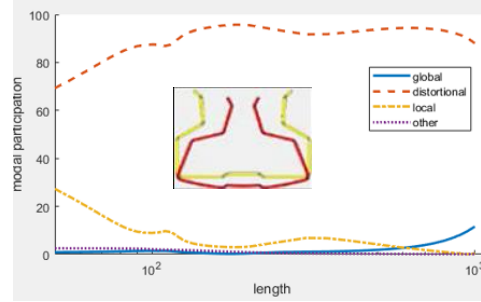 100
80
60
40
20
0
modal participation
global
distortional
local
other
10²
length